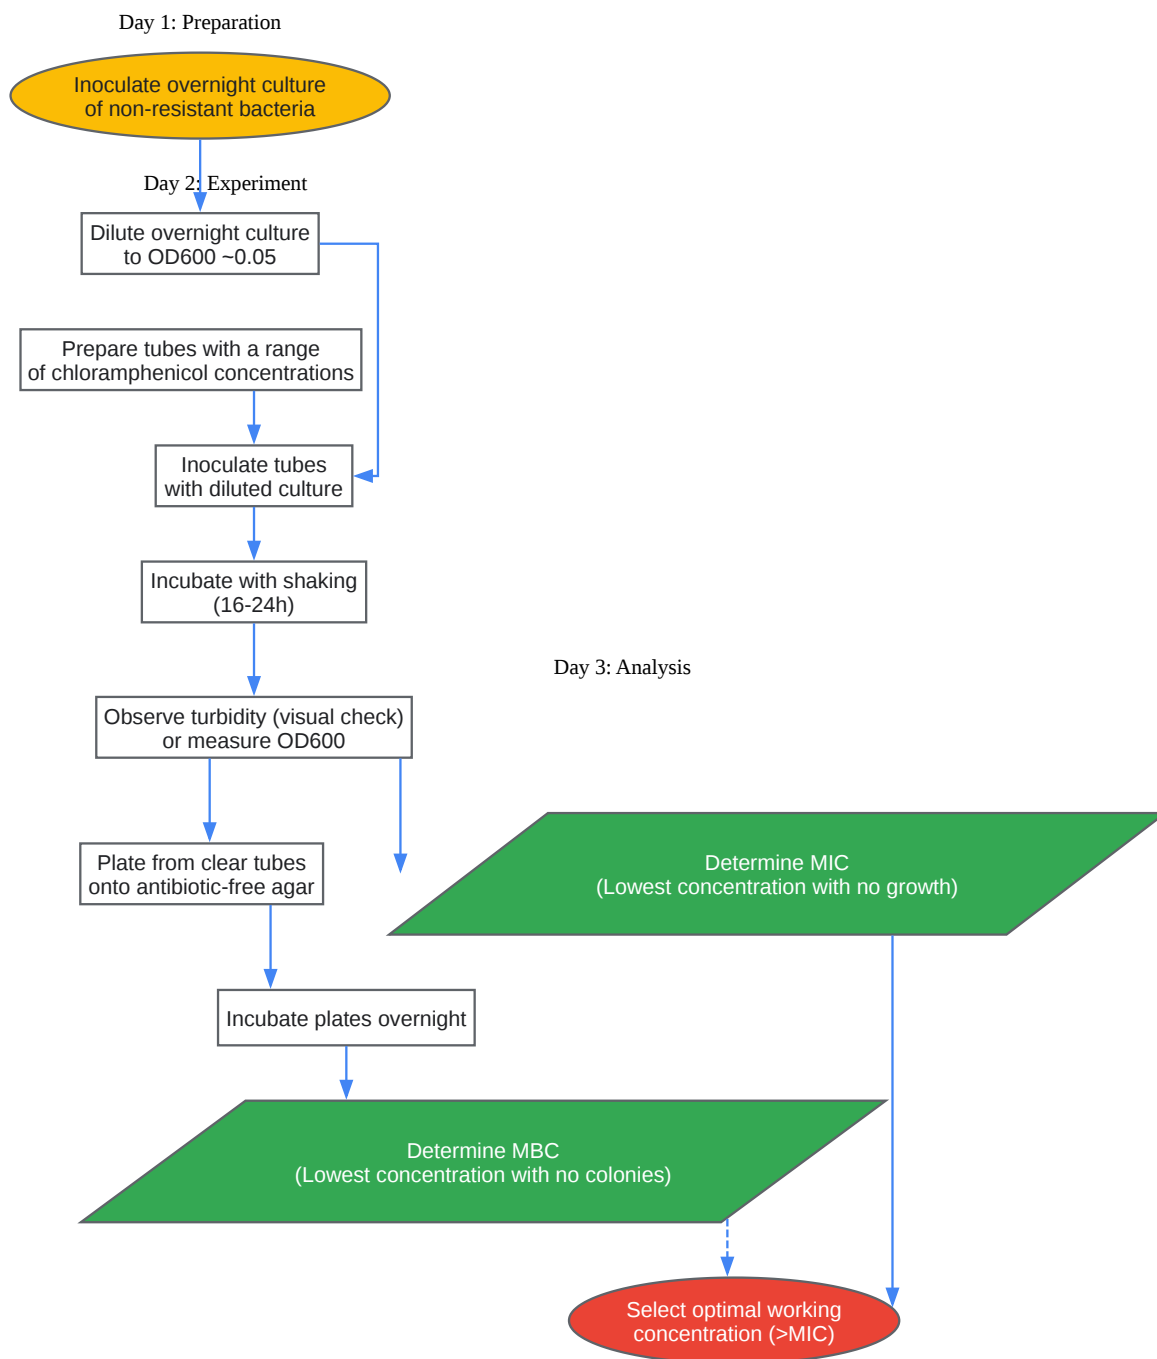 Day 1: Preparation
Inoculate overnight culture
of non-resistant bacteria
Day 2: Experiment
Dilute overnight culture
to OD600 ~0.05
Prepare tubes with a range
of chloramphenicol concentrations
Inoculate tubes
with diluted culture
Incubate with shaking
(16-24h)
Day 3: Analysis
Observe turbidity (visual check)
or measure OD600
Plate from clear tubes
onto antibiotic-free agar
Determine MIC
(Lowest concentration with no growth)
Incubate plates overnight
Determine MBC
(Lowest concentration with no colonies)
Select optimal working
concentration (>MIC)